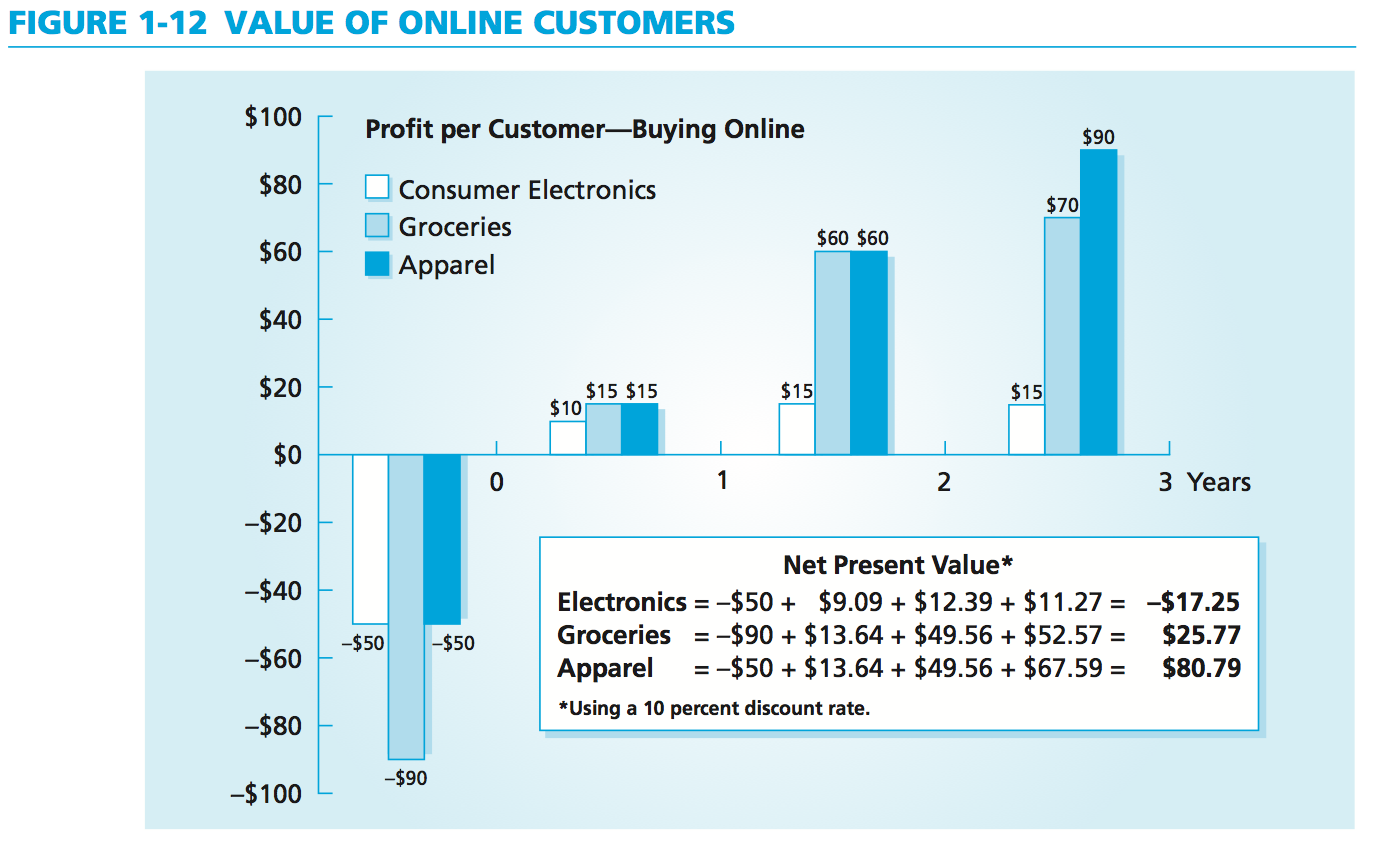 FIGURE 1-12 VALUE OF ONLINE CUSTOMERS
Profit per Customer—Buying Online
Consumer Electronics
Groceries
Apparel
$100
$80
$60
$40
$20
$0
–$20
–$40
–$60
–$80
–$100
–$50
–$90
–$50
$10
$15
$15
$15
$60
$60
$15
$70
$90
0
1
2
3 Years
Net Present Value*
Electronics = –$50 + $9.09 + $12.39 + $11.27 = –$17.25
Groceries = –$90 + $13.64 + $49.56 + $52.57 = $25.77
Apparel = –$50 + $13.64 + $49.56 + $67.59 = $80.79
*Using a 10 percent discount rate.